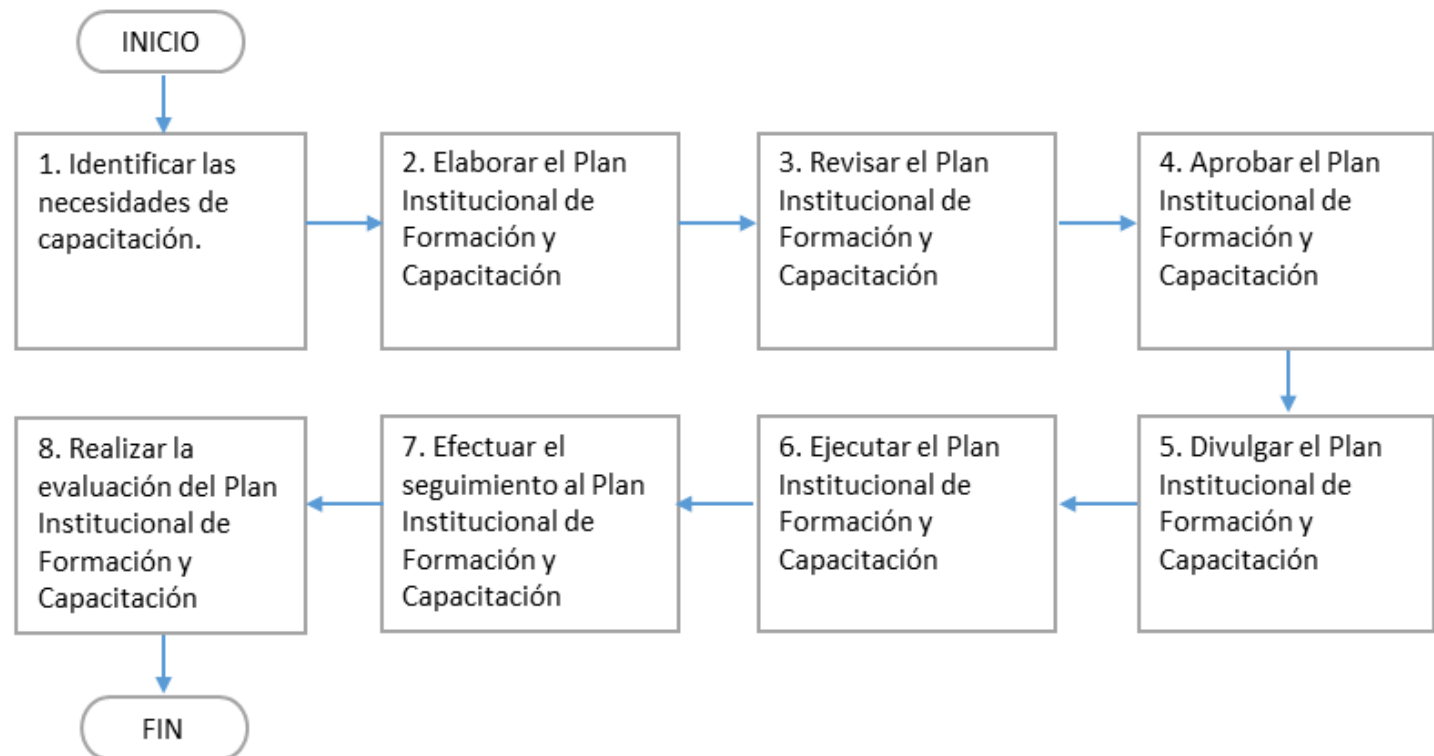 INICIO
1. Identificar las
necesidades de
capacitación.
2. Elaborar el Plan
Institucional de
Formación y
Capacitación
3. Revisar el Plan
Institucional de
Formación y
Capacitación
4. Aprobar el Plan
Institucional de
Formación y
Capacitación
5. Divulgar el Plan
Institucional de
Formación y
Capacitación
6. Ejecutar el Plan
Institucional de
Formación y
Capacitación
7. Efectuar el
seguimiento al Plan
Institucional de
Formación y
Capacitación
8. Realizar la
evaluación del Plan
Institucional de
Formación y
Capacitación
FIN